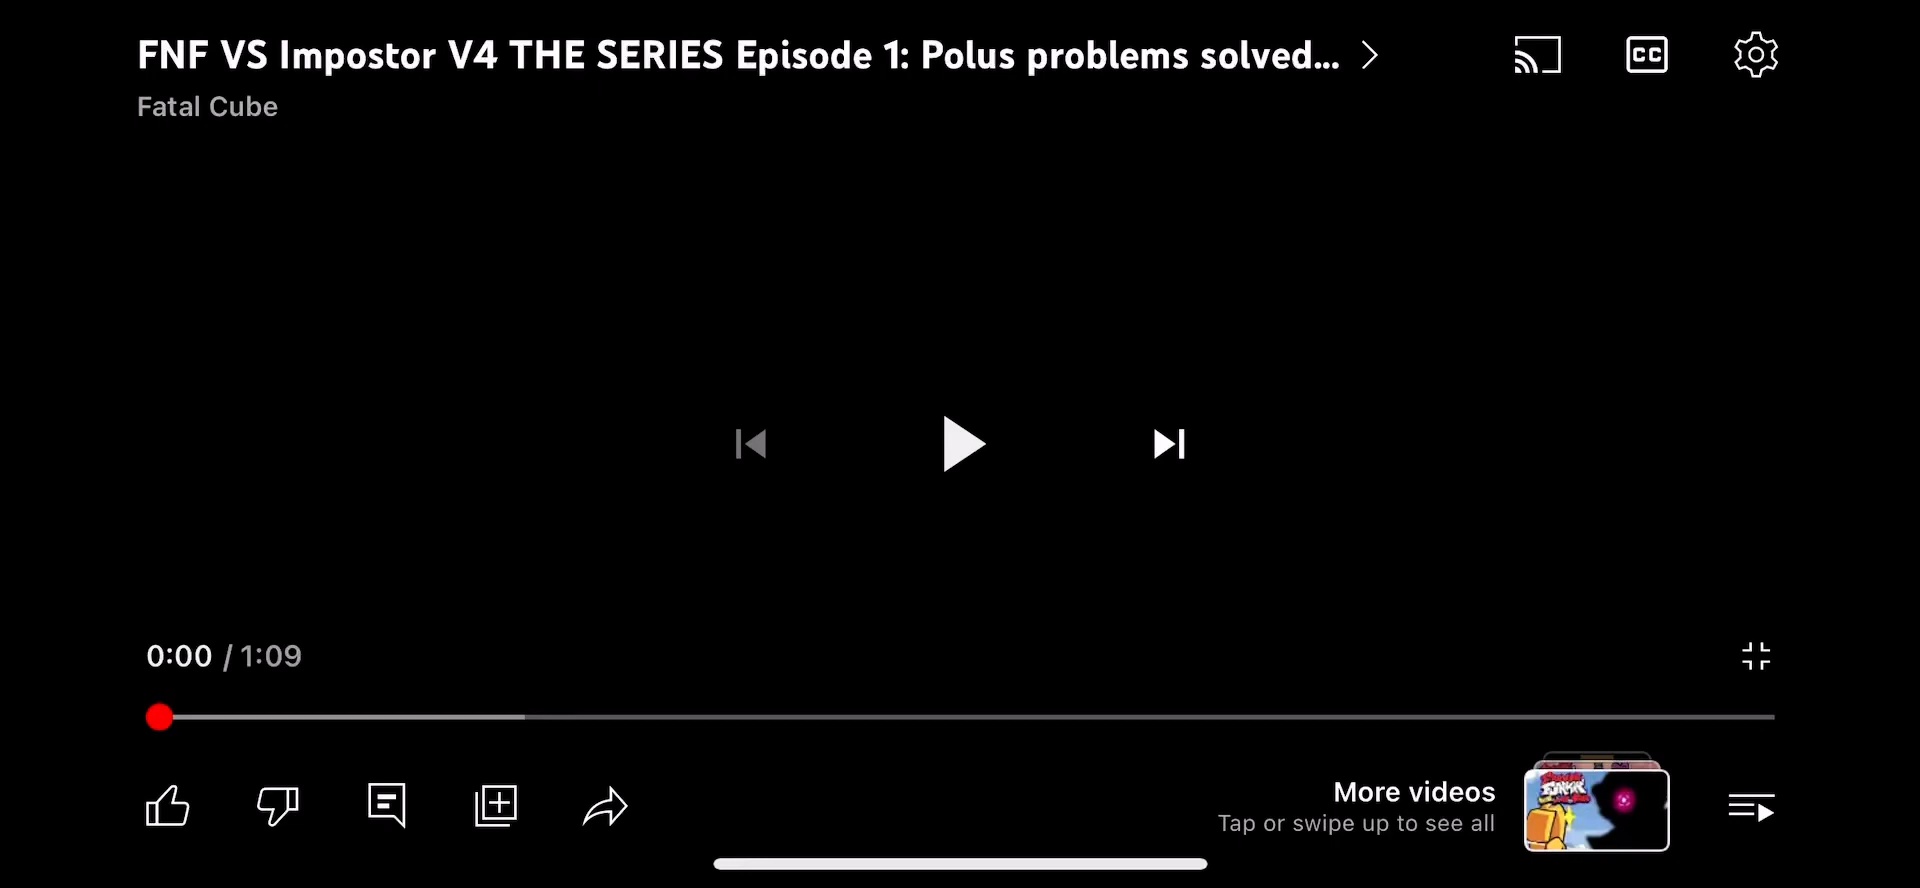 FNF VS Impostor V4 THE SERIES Episode 1: Polus problems solved...
Fatal Cube
CC
0:00 / 1:09
More videos
Tap or swipe up to see all